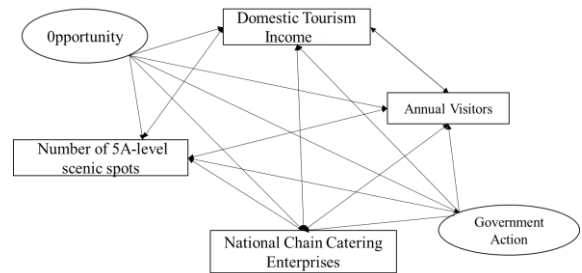 0pportunity
Domestic Tourism
Income
Annual Visitors
Number of 5A-level
scenic spots
National Chain Catering
Enterprises
Government
Action